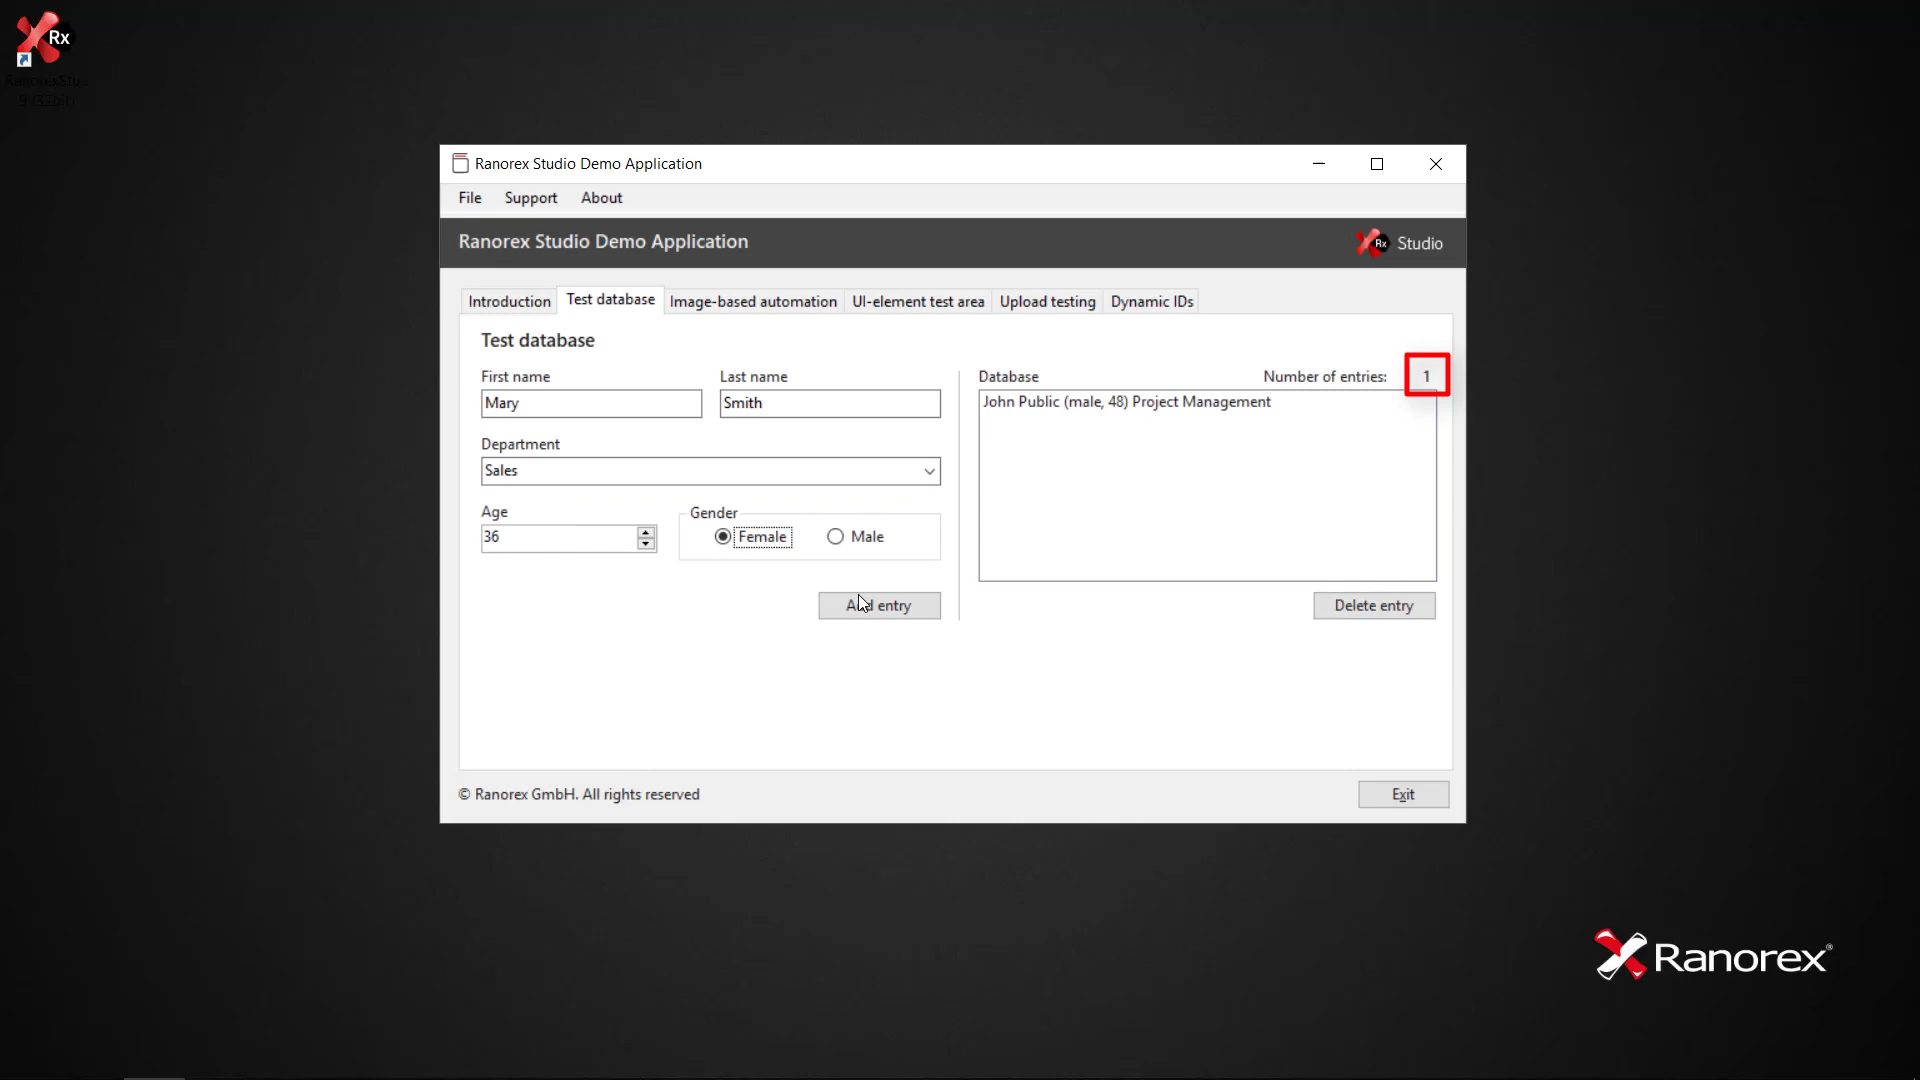 Rx
RanorexStu...
Ranorex Studio Demo Application
File Support About
Ranorex Studio Demo Application
Rx Studio
Introduction Test database Image-based automation UI-element test area Upload testing Dynamic IDs
Test database
First name Last name
Mary Smith
Department
Sales
Age
36
Gender
Female Male
Add entry
Database Number of entries: 1
John Public (male, 48) Project Management
Delete entry
© Ranorex GmbH. All rights reserved
Exit
Ranorex®